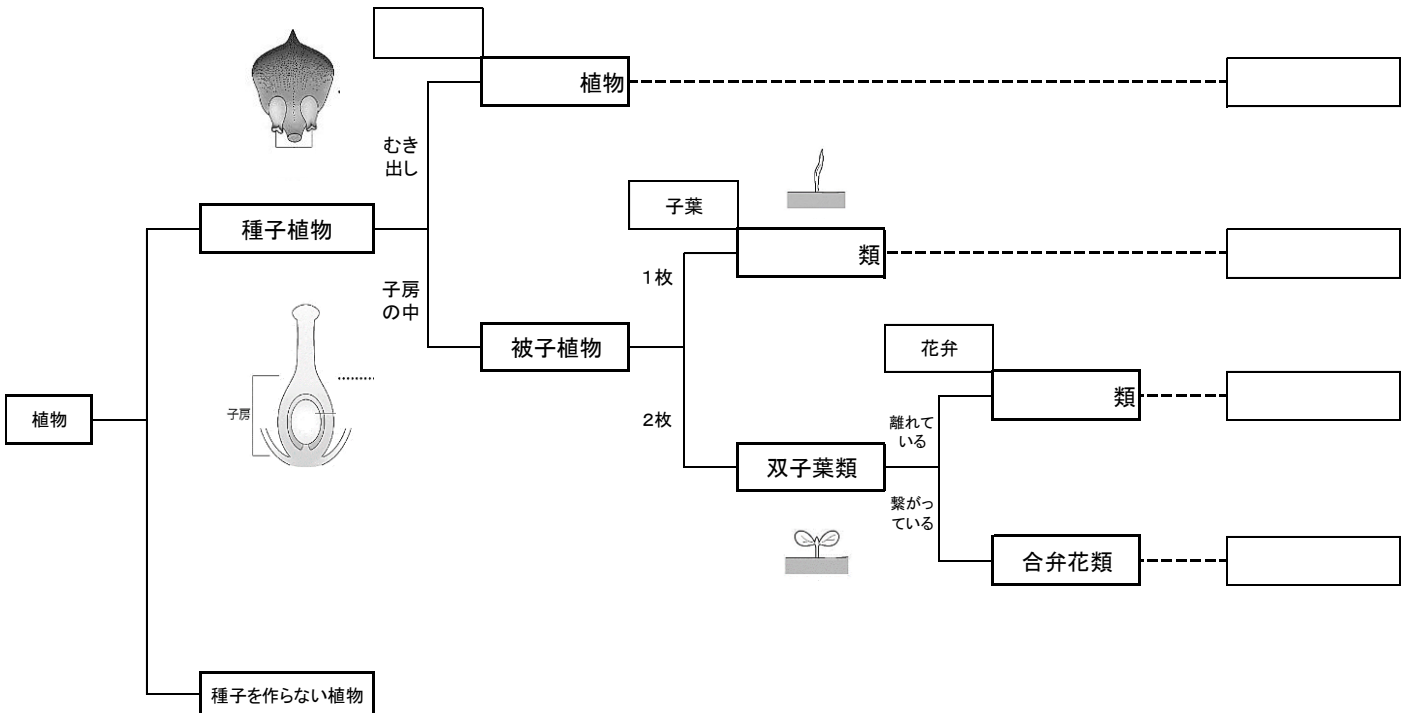 植物
むき
出し
子葉
種子植物
類
1枚
子房
の中
被子植物
花弁
類
子房
植物
2枚
離れて
いる
双子葉類
繋がっ
ている
合弁花類
種子を作らない植物